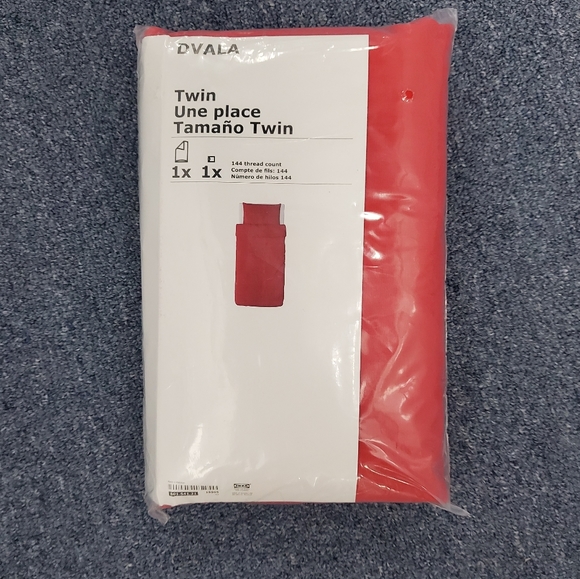 DVALA
Twin
Une place
Tamaño Twin
1x 1x
144 thread count
Compte de fils: 144
Número de hilos 144
IKEA